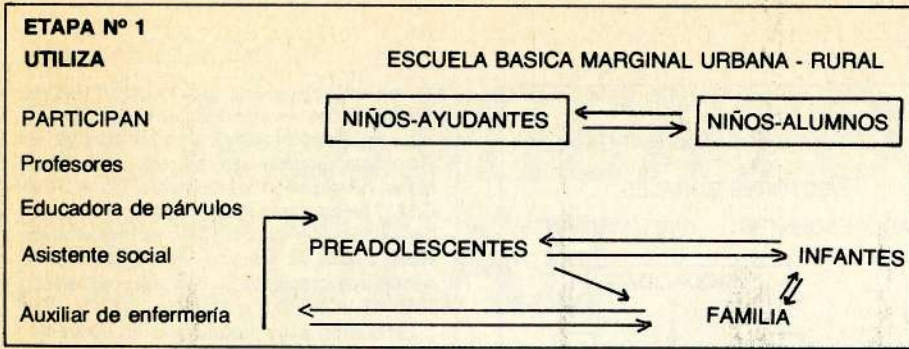 ETAPA Nº 1
UTILIZA ESCUELA BASICA MARGINAL URBANA - RURAL
PARTICIPAN NIÑOS-AYUDANTES NIÑOS-ALUMNOS
Profesores
Educadora de párvulos
PREADOLESCENTES
Asistente social INFANTES
Auxiliar de enfermería FAMILIA